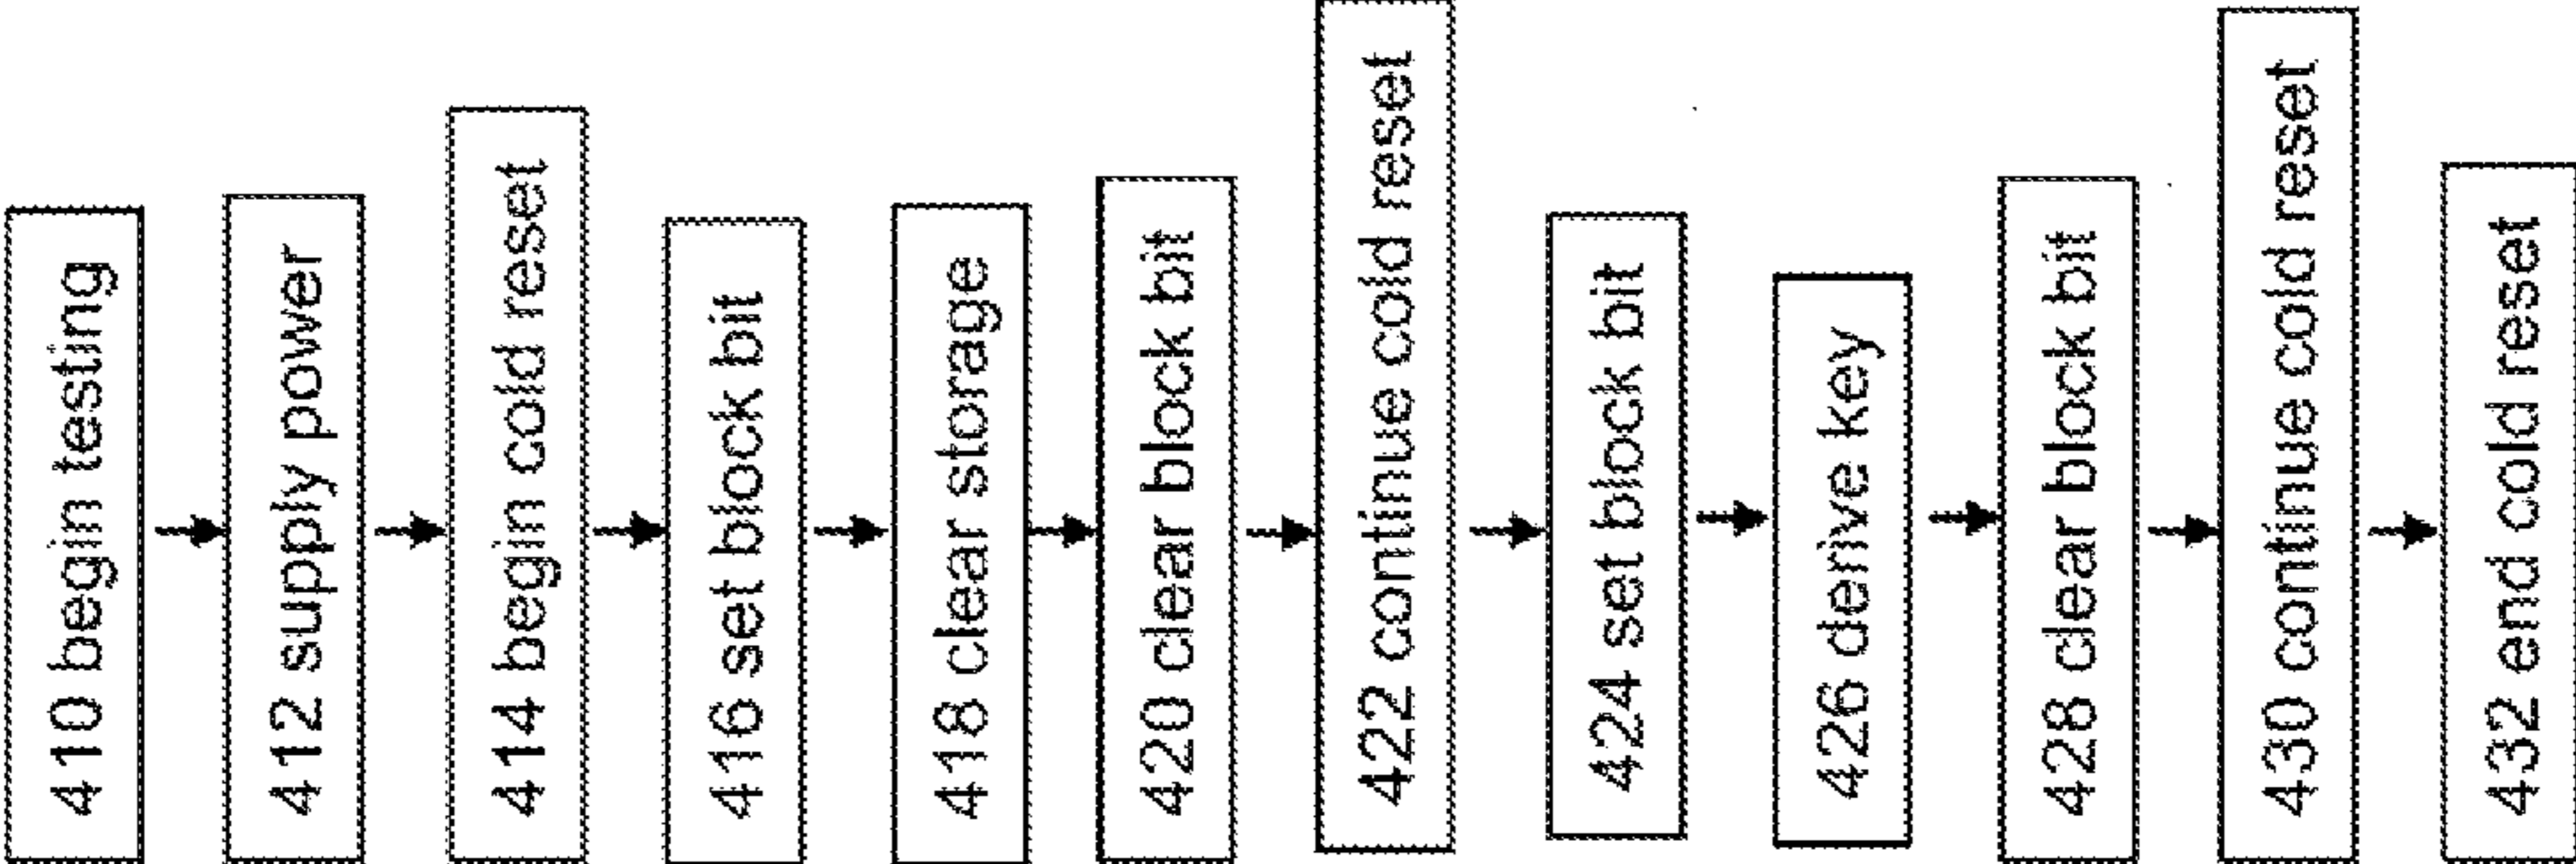 410 begin testing
412 supply power
414 begin cold reset
416 set block bit
418 clear storage
420 clear block bit
422 continue cold reset
424 set block bit
426 derive key
428 clear block bit
430 continue cold reset
432 end cold reset